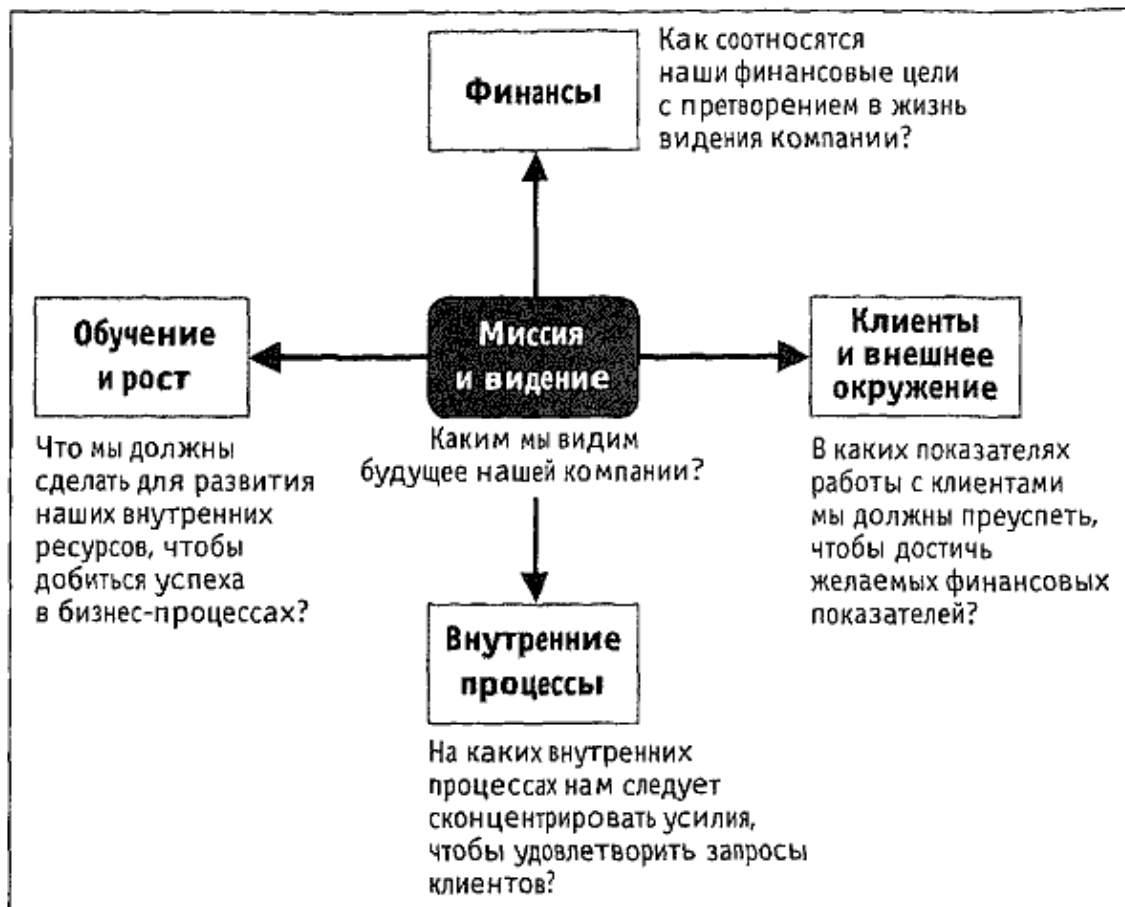 Финансы
Как соотносятся
наши финансовые цели
с претворением в жизнь
видения компании?
Обучение
и рост
Миссия
и видение
Клиенты
и внешнее
окружение
Что мы должны
сделать для развития
наших внутренних
ресурсов, чтобы
добиться успеха
в бизнес-процессах?
Каким мы видим
будущее нашей компании?
В каких показателях
работы с клиентами
мы должны преуспеть,
чтобы достичь
желаемых финансовых
показателей?
Внутренние
процессы
На каких внутренних
процессах нам следует
сконцентрировать усилия,
чтобы удовлетворить запросы
клиентов?